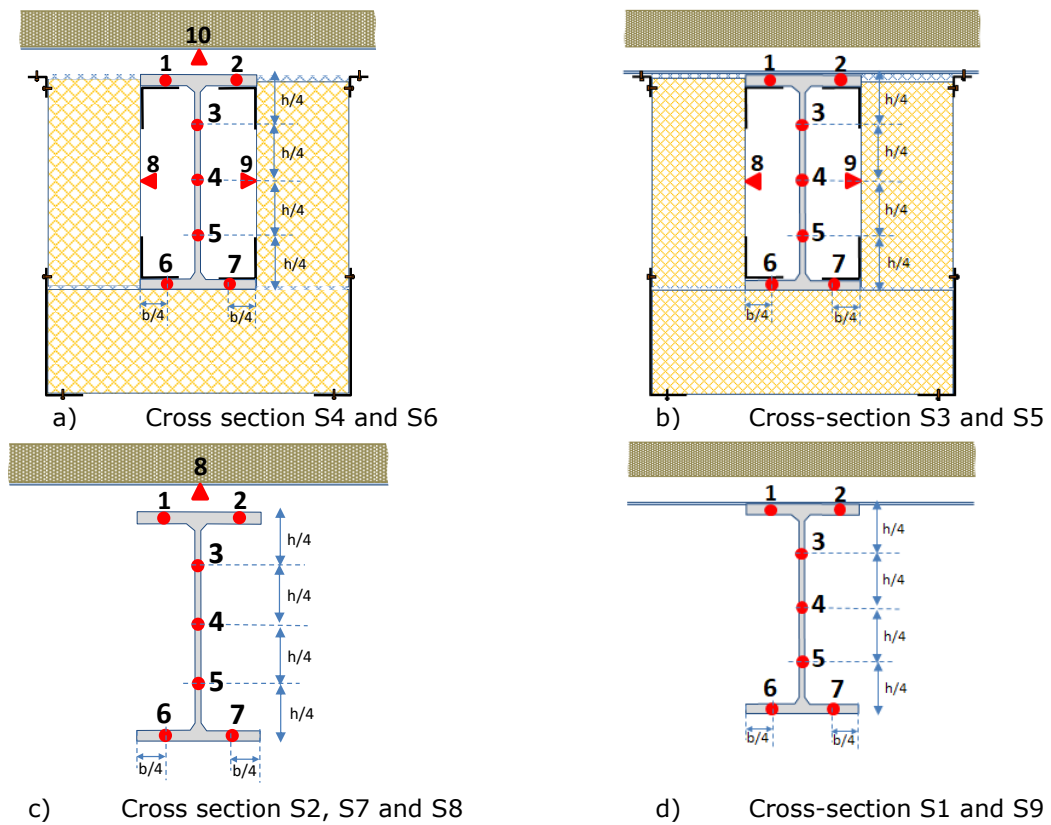 10
1 2
3
8 9
4
5
6 7
h/4
h/4
h/4
h/4
b/4 b/4
a) Cross section S4 and S6
1 2
3
8 9
4
5
6 7
h/4
h/4
h/4
h/4
b/4 b/4
b) Cross-section S3 and S5
8
1 2
3
4
5
6 7
h/4
h/4
h/4
h/4
b/4 b/4
c) Cross section S2, S7 and S8
1 2
3
4
5
6 7
h/4
h/4
h/4
h/4
b/4 b/4
d) Cross-section S1 and S9